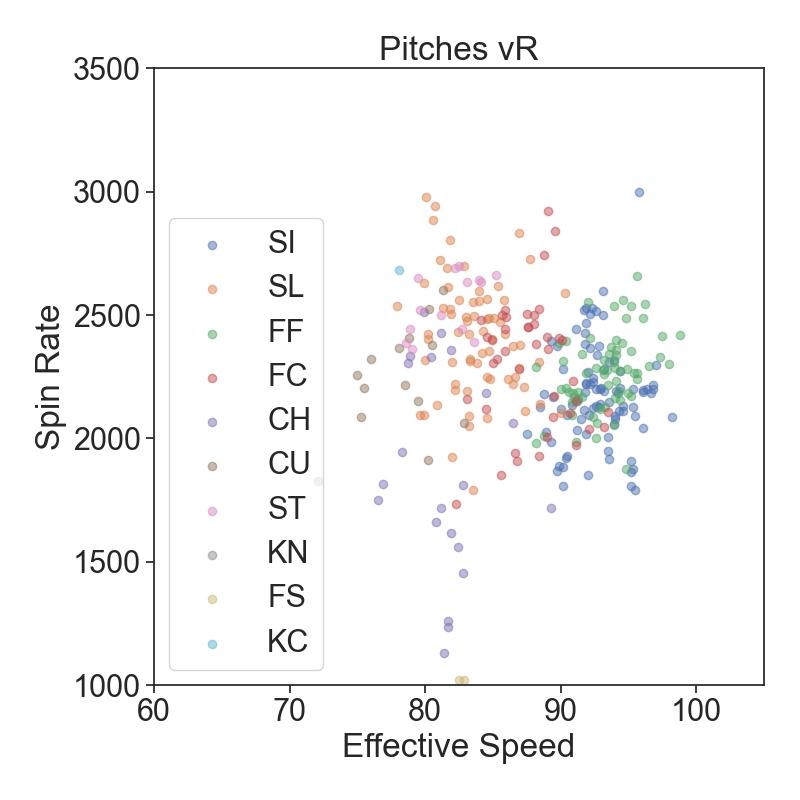 Pitches vR
3500
3000
2500
2000
1500
1000
Spin Rate
SI
SL
FF
FC
CH
CU
ST
KN
FS
KC
60 70 80 90 100
Effective Speed